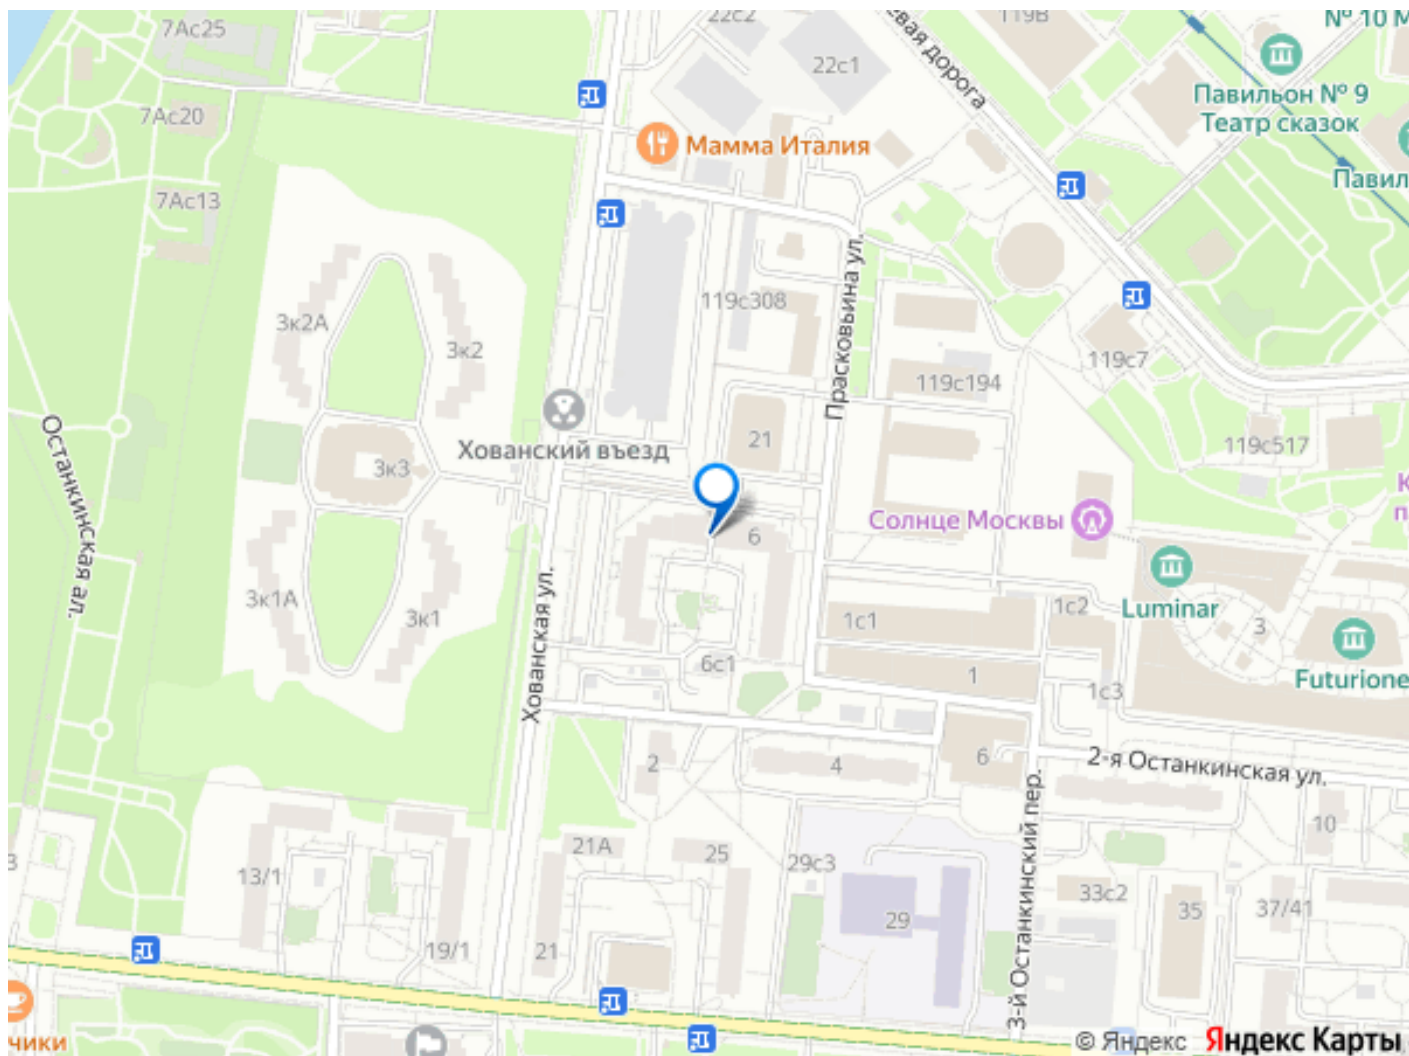 7Ас25
22с2
119В
№ 10 М
22с1
евая дорога
Павильон № 9
Театр сказок
7Ас20
Мамма Италия
Павил
7Ас13
Прасковьина ул.
119с308
3к2А
3к2
119с7
119с194
Останкинская ал.
Хованский въезд
21
119с517
3к3
К
п
Солнце Москвы
6
Luminar
3к1А
3к1
Хованская ул.
1с1
1с2
3
6с1
1
1с3
Futurione
2
4
6
2-я Останкинская ул.
3-й Останкинский пер.
10
21А
25
29с3
3
13/1
33с2
35
37/41
29
19/1
21
чики
© Яндекс Яндекс Карты